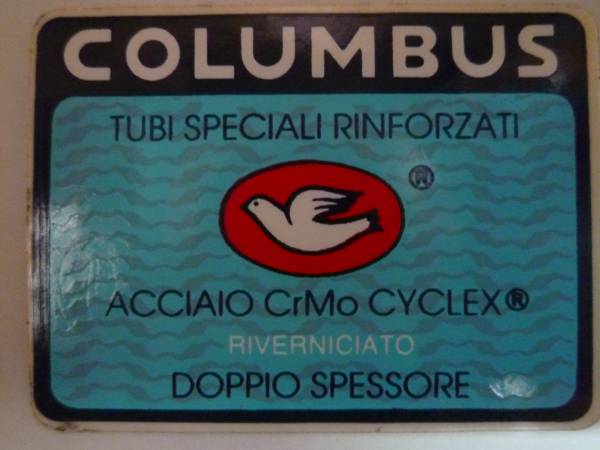 COLUMBUS
TUBI SPECIALI RINFORZATI
®
ACCIAIO CrMo CYCLEX®
RIVERNICIATO
DOPPIO SPESSORE